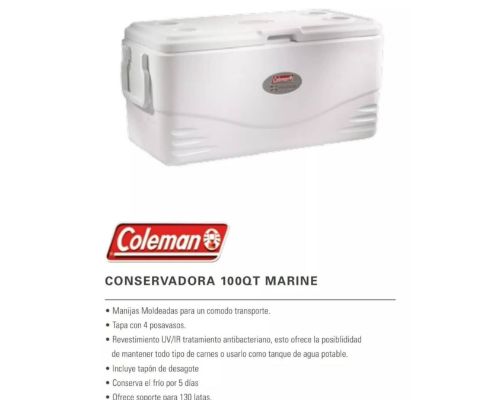 Coleman
Coleman
CONSERVADORA 100QT MARINE
• Manijas Moldeadas para un comodo transporte.
• Tapa con 4 posavasos.
• Revestimiento UV/IR tratamiento antibacteriano, esto ofrece la posiblididad
de mantener todo tipo de carnes o usarlo como tanque de agua potable.
• Incluye tapón de desagote
• Conserva el frío por 5 días
• Ofrece soporte para 130 latas.